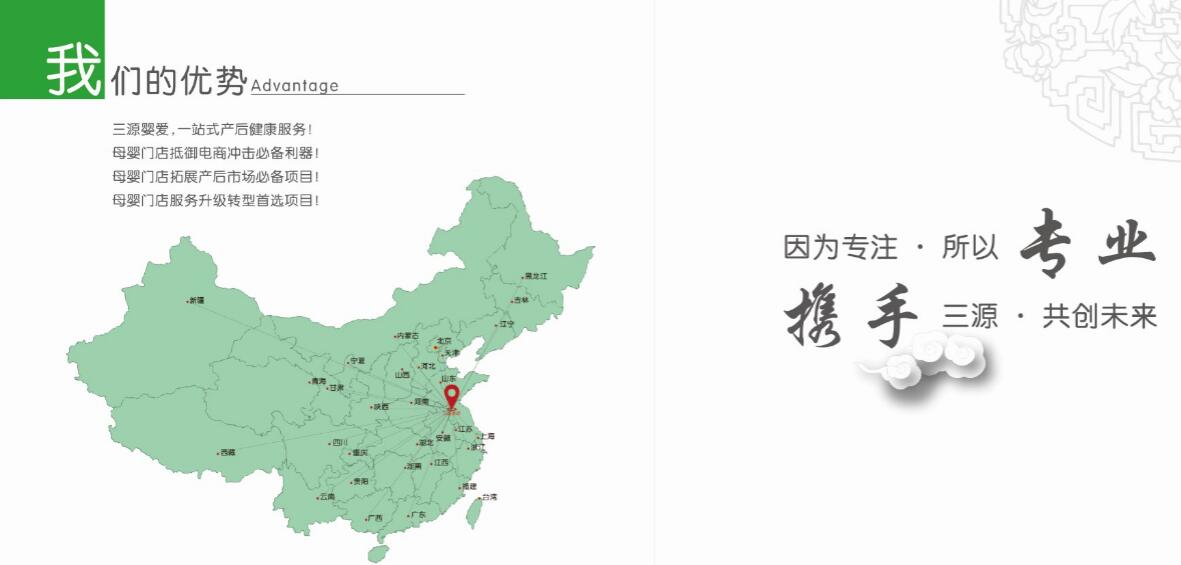 我们的优势 Advantage
三源婴爱,一站式产后健康服务!
母婴门店抵御电商冲击必备利器!
母婴门店拓展产后市场必备项目!
母婴门店服务升级转型首选项目!
黑龙江
新疆
吉林
辽宁
内蒙古
北京
天津
宁夏
河北
山西
山东
青海
甘肃
陕西
河南
江苏
安徽
上海
四川
湖北
浙江
西藏
重庆
江西
湖南
贵阳
福建
云南
台湾
广西
广东
因为专注 · 所以 专业
携手 三源 · 共创未来